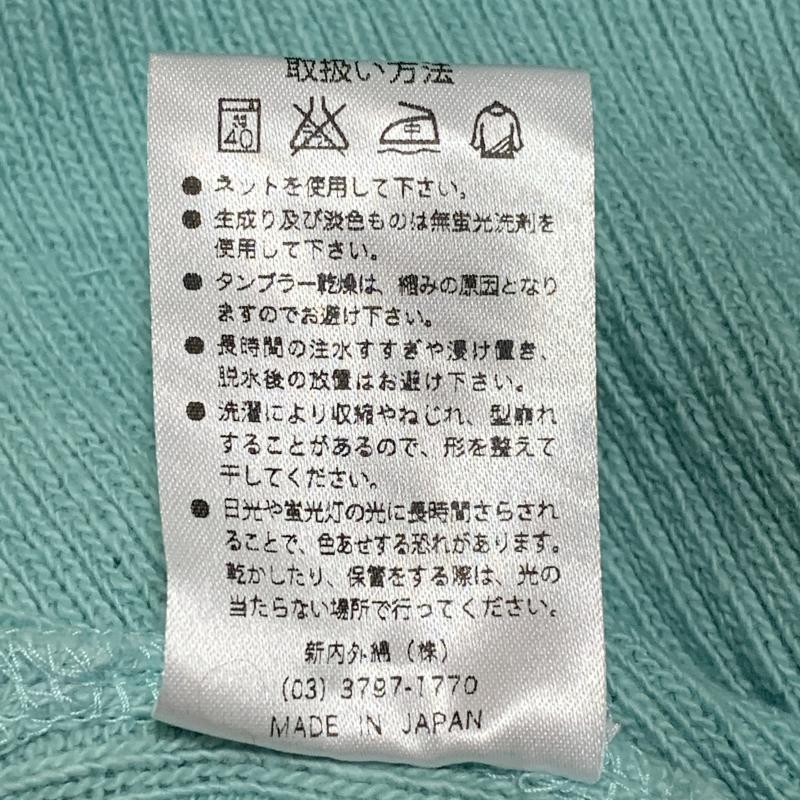 取扱い方法
40
中
● ネットを使用して下さい。
● 生成り及び淡色ものは無蛍光洗剤を
使用して下さい。
● タンブラー乾燥は、縮みの原因となり
ますのでお避け下さい。
● 長時間の注水すすぎや浸け置き、
脱水後の放置はお避け下さい。
● 洗濯により収縮やねじれ、型崩れ
することがあるので、形を整えて
干してください。
● 日光や蛍光灯の光に長時間さらされ
ることで、色あせする恐れがあります。
乾かしたり、保管をする際は、光の
当たらない場所で行ってください。
新内外綿（株）
(03) 3797-1770
MADE IN JAPAN